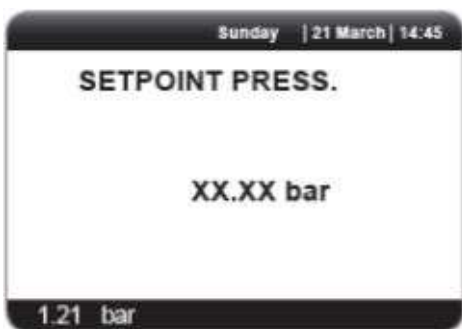 Sunday | 21 March | 14:45
SETPOINT PRESS.
XX.XX bar
1.21 bar